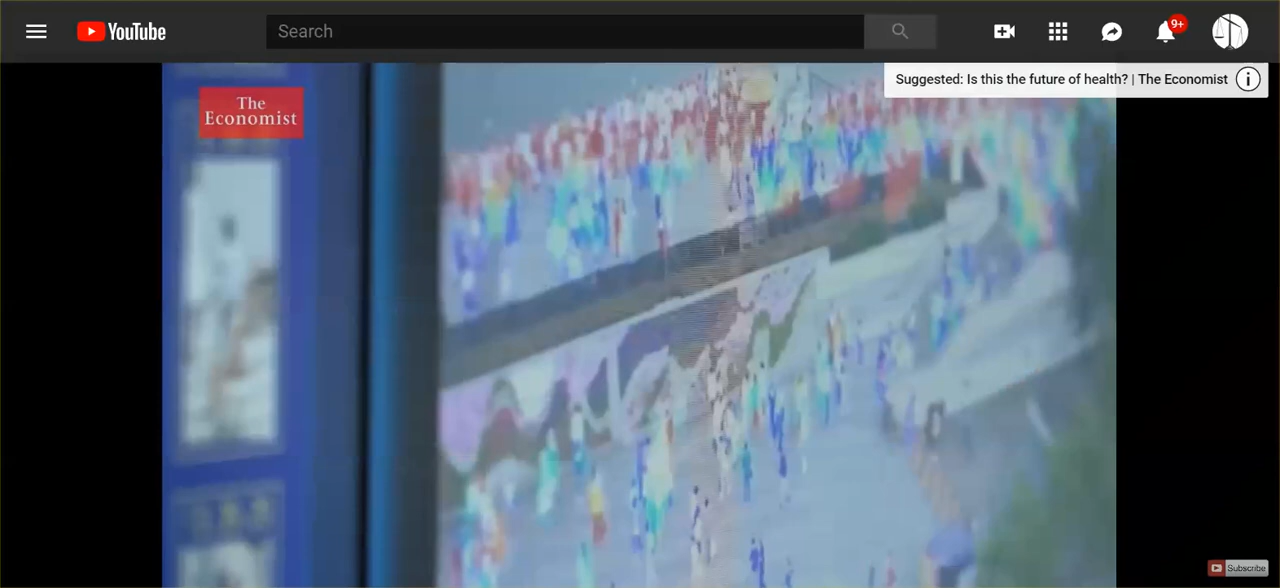 YouTube
Search
9+
Suggested: Is this the future of health? | The Economist
The
Economist
Subscribe